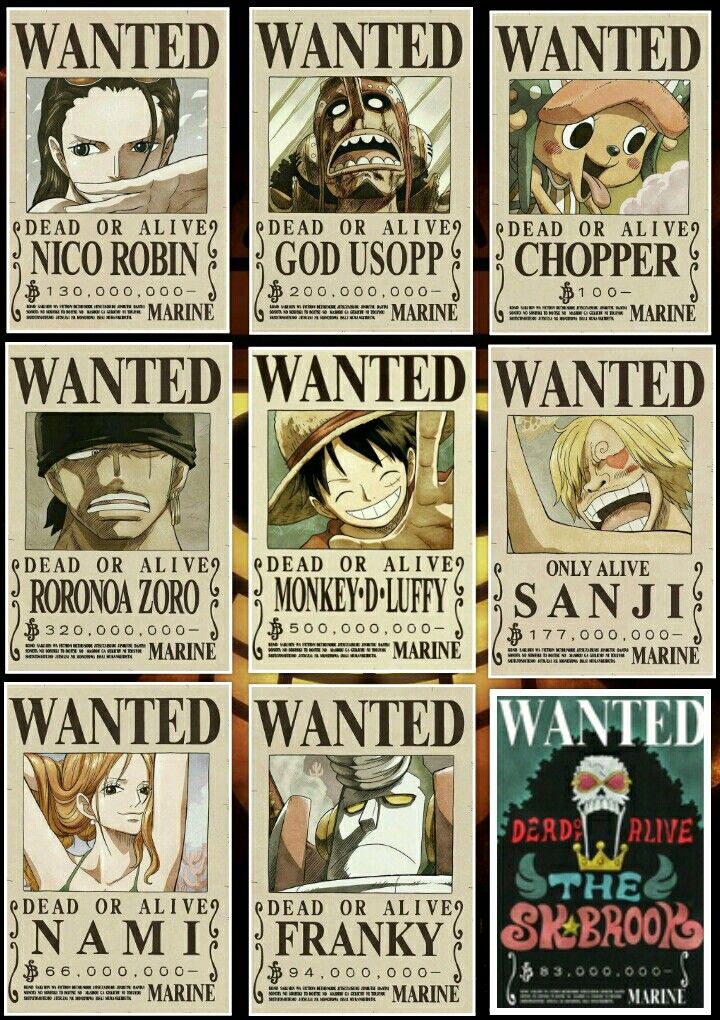 WANTED
DEAD OR ALIVE
NICO ROBIN
130,000,000-
MARINE
WANTED
DEAD OR ALIVE
GOD USOPP
200,000,000-
MARINE
WANTED
DEAD OR ALIVE
CHOPPER
100-
MARINE
WANTED
DEAD OR ALIVE
RORONOA ZORO
320,000,000-
MARINE
WANTED
DEAD OR ALIVE
MONKEY·D·LUFFY
500,000,000-
MARINE
WANTED
ONLY ALIVE
SANJI
177,000,000-
MARINE
WANTED
DEAD OR ALIVE
NAMI
66,000,000-
MARINE
WANTED
DEAD OR ALIVE
FRANKY
94,000,000-
MARINE
WANTED
DEAD OR ALIVE
THE
SK★BROOK
83,000,000-
MARINE